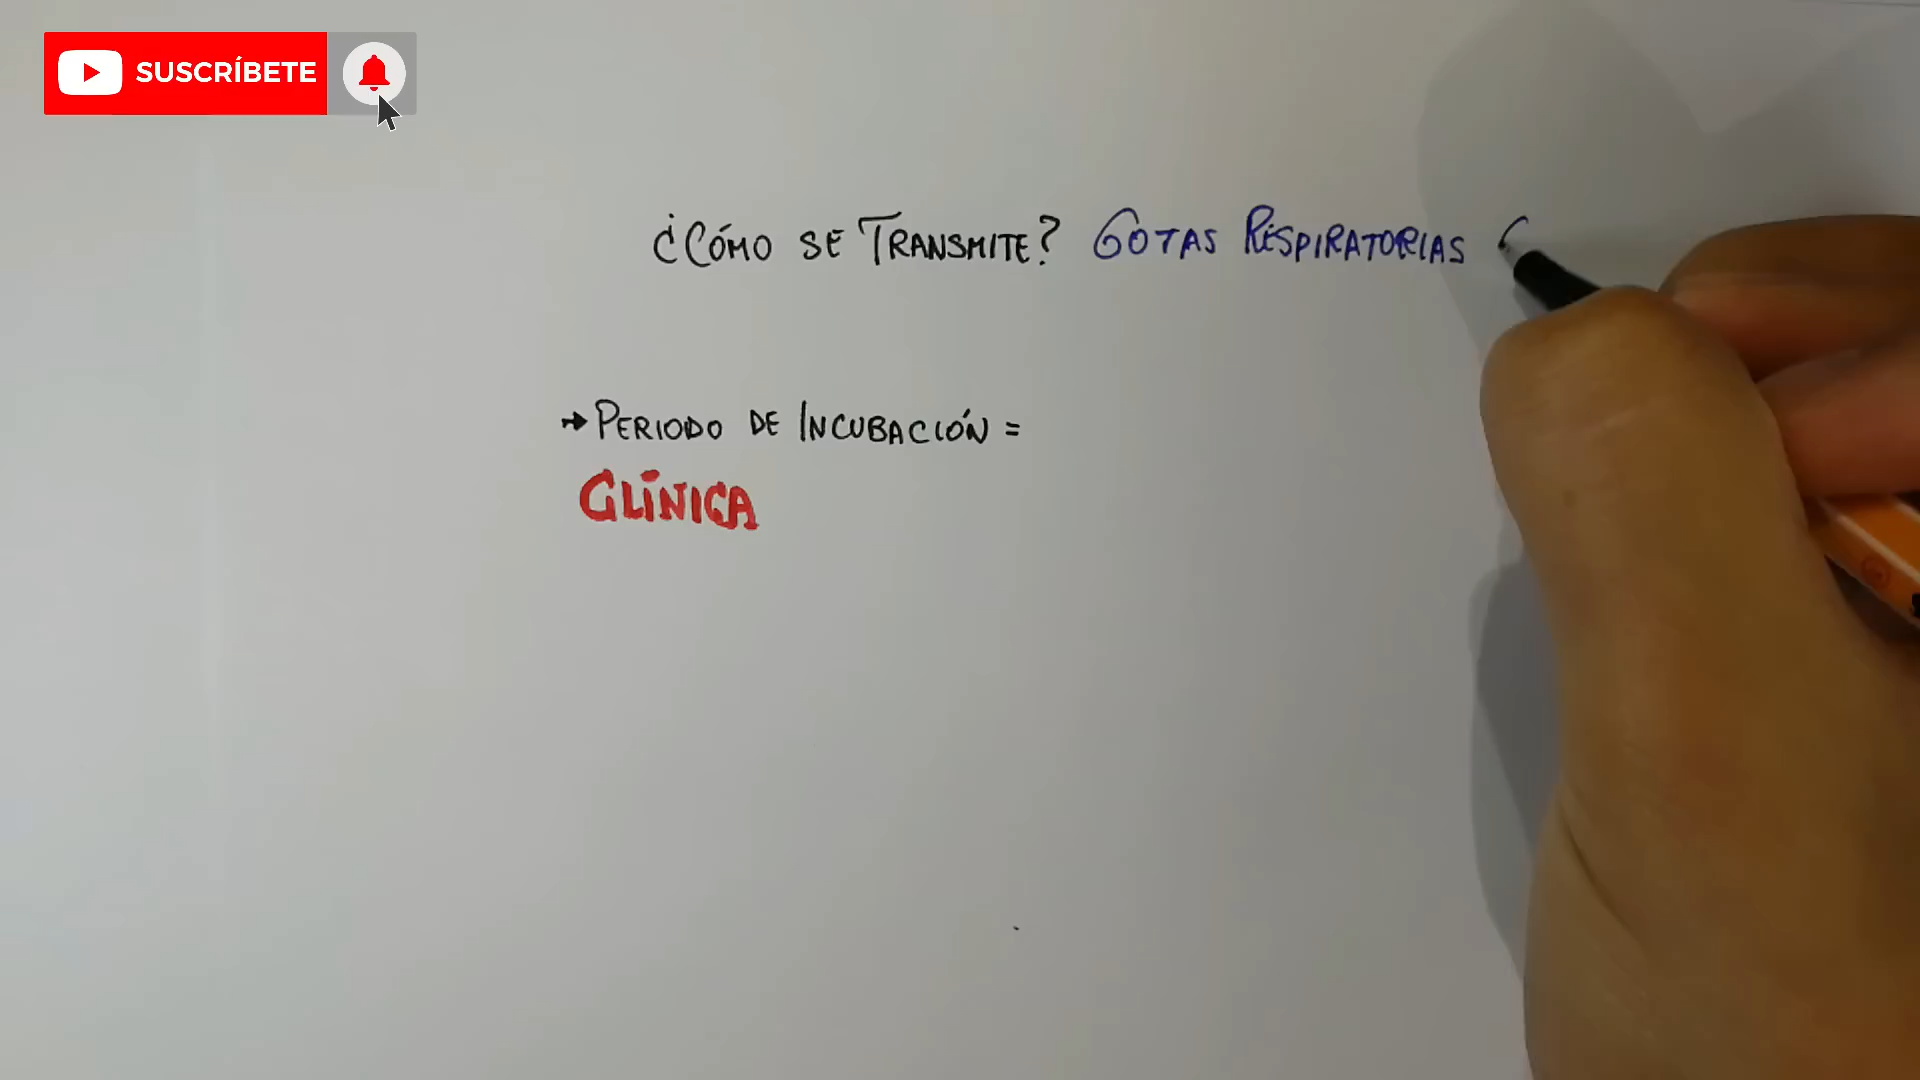 SUSCRÍBETE
¿CÓMO SE TRANSMITE? GOTAS RESPIRATORIAS
→ PERIODO DE INCUBACIÓN =
CLÍNICA